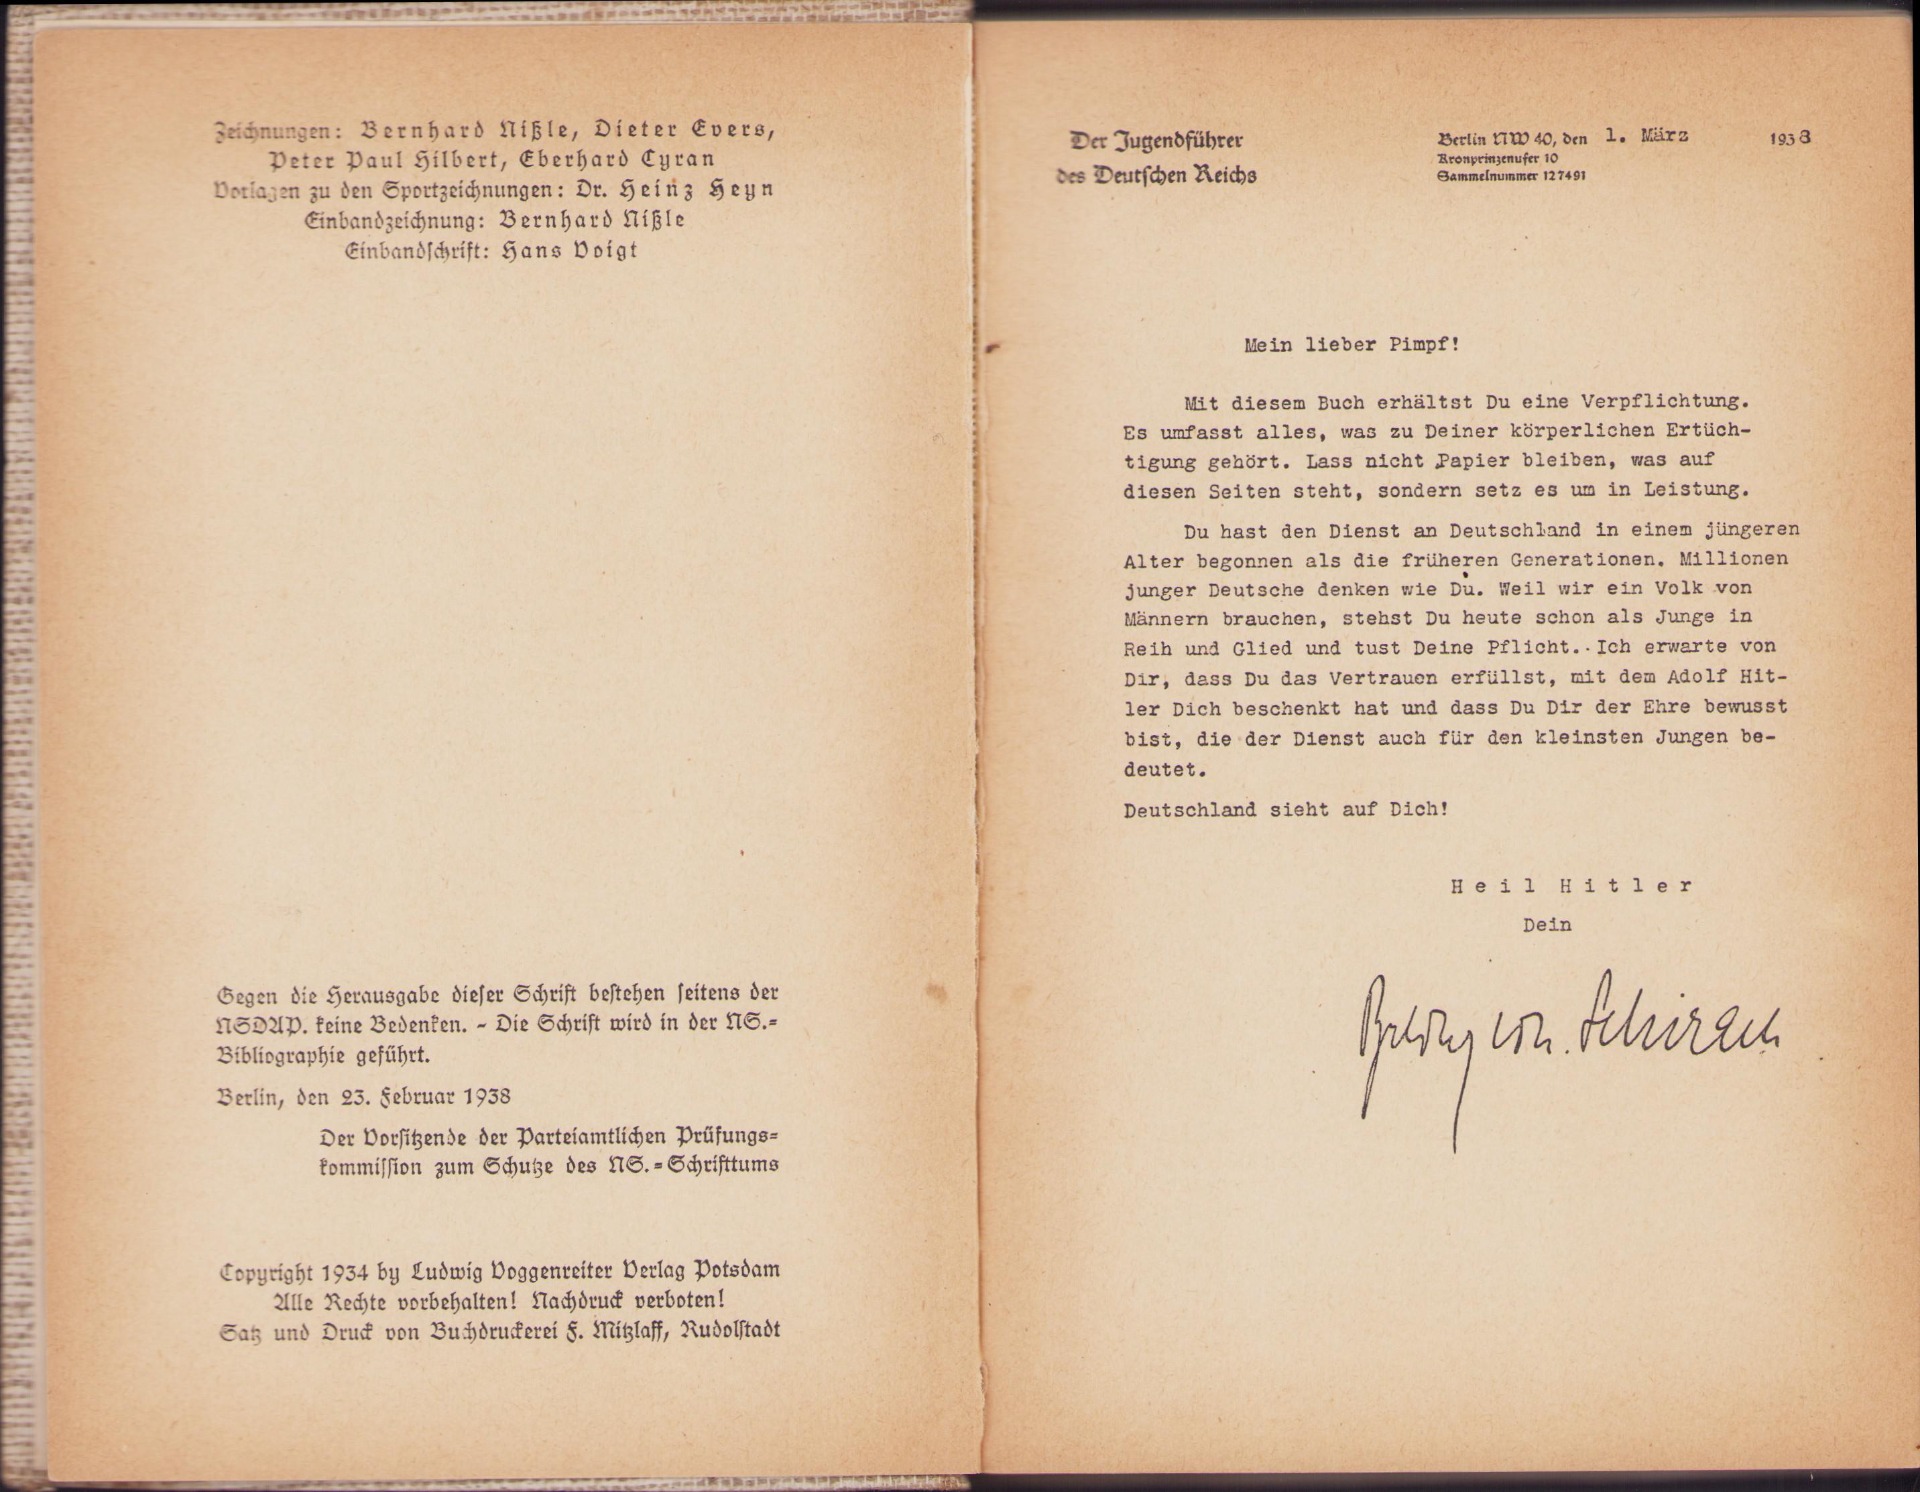 Zeichnungen: Bernhard Nißle, Dieter Evers,
Peter Paul Hilbert, Eberhard Cyran
Vorlagen zu den Sportzeichnungen: Dr. Heinz Heyn
Einbandzeichnung: Bernhard Nißle
Einbandschrift: Hans Voigt
Gegen die Herausgabe dieser Schrift bestehen seitens der
NSDAP. keine Bedenken. - Die Schrift wird in der NS.-
Bibliographie geführt.
Berlin, den 23. Februar 1938
Der Vorsitzende der Parteiamtlichen Prüfungs-
kommission zum Schutze des NS.-Schrifttums
Copyright 1934 by Ludwig Voggenreiter Verlag Potsdam
Alle Rechte vorbehalten! Nachdruck verboten!
Satz und Druck von Buchdruckerei F. Mitzlaff, Rudolstadt
Der Jugendführer
des Deutschen Reichs
Berlin NW 40, den 1. März 1938
Kronprinzenufer 10
Sammelnummer 127491
Mein lieber Pimpf!
Mit diesem Buch erhältst Du eine Verpflichtung.
Es umfasst alles, was zu Deiner körperlichen Ertüch-
tigung gehört. Lass nicht Papier bleiben, was auf
diesen Seiten steht, sondern setz es um in Leistung.
Du hast den Dienst an Deutschland in einem jüngeren
Alter begonnen als die früheren Generationen. Millionen
junger Deutsche denken wie Du. Weil wir ein Volk von
Männern brauchen, stehst Du heute schon als Junge in
Reih und Glied und tust Deine Pflicht. Ich erwarte von
Dir, dass Du das Vertrauen erfüllst, mit dem Adolf Hit-
ler Dich beschenkt hat und dass Du Dir der Ehre bewusst
bist, die der Dienst auch für den kleinsten Jungen be-
deutet.
Deutschland sieht auf Dich!
Heil Hitler
Dein
Baldur von Schirach